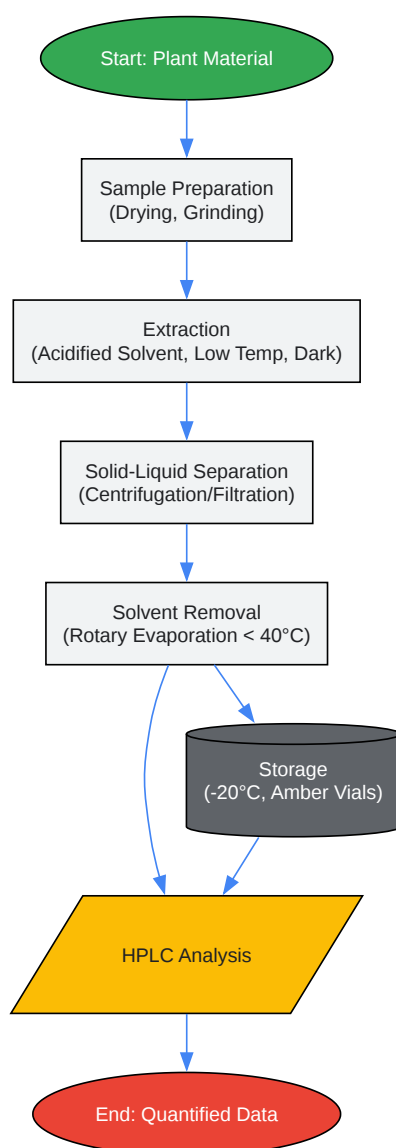 Start: Plant Material
Sample Preparation
(Drying, Grinding)
Extraction
(Acidified Solvent, Low Temp, Dark)
Solid-Liquid Separation
(Centrifugation/Filtration)
Solvent Removal
(Rotary Evaporation < 40°C)
Storage
(-20°C, Amber Vials)
HPLC Analysis
End: Quantified Data